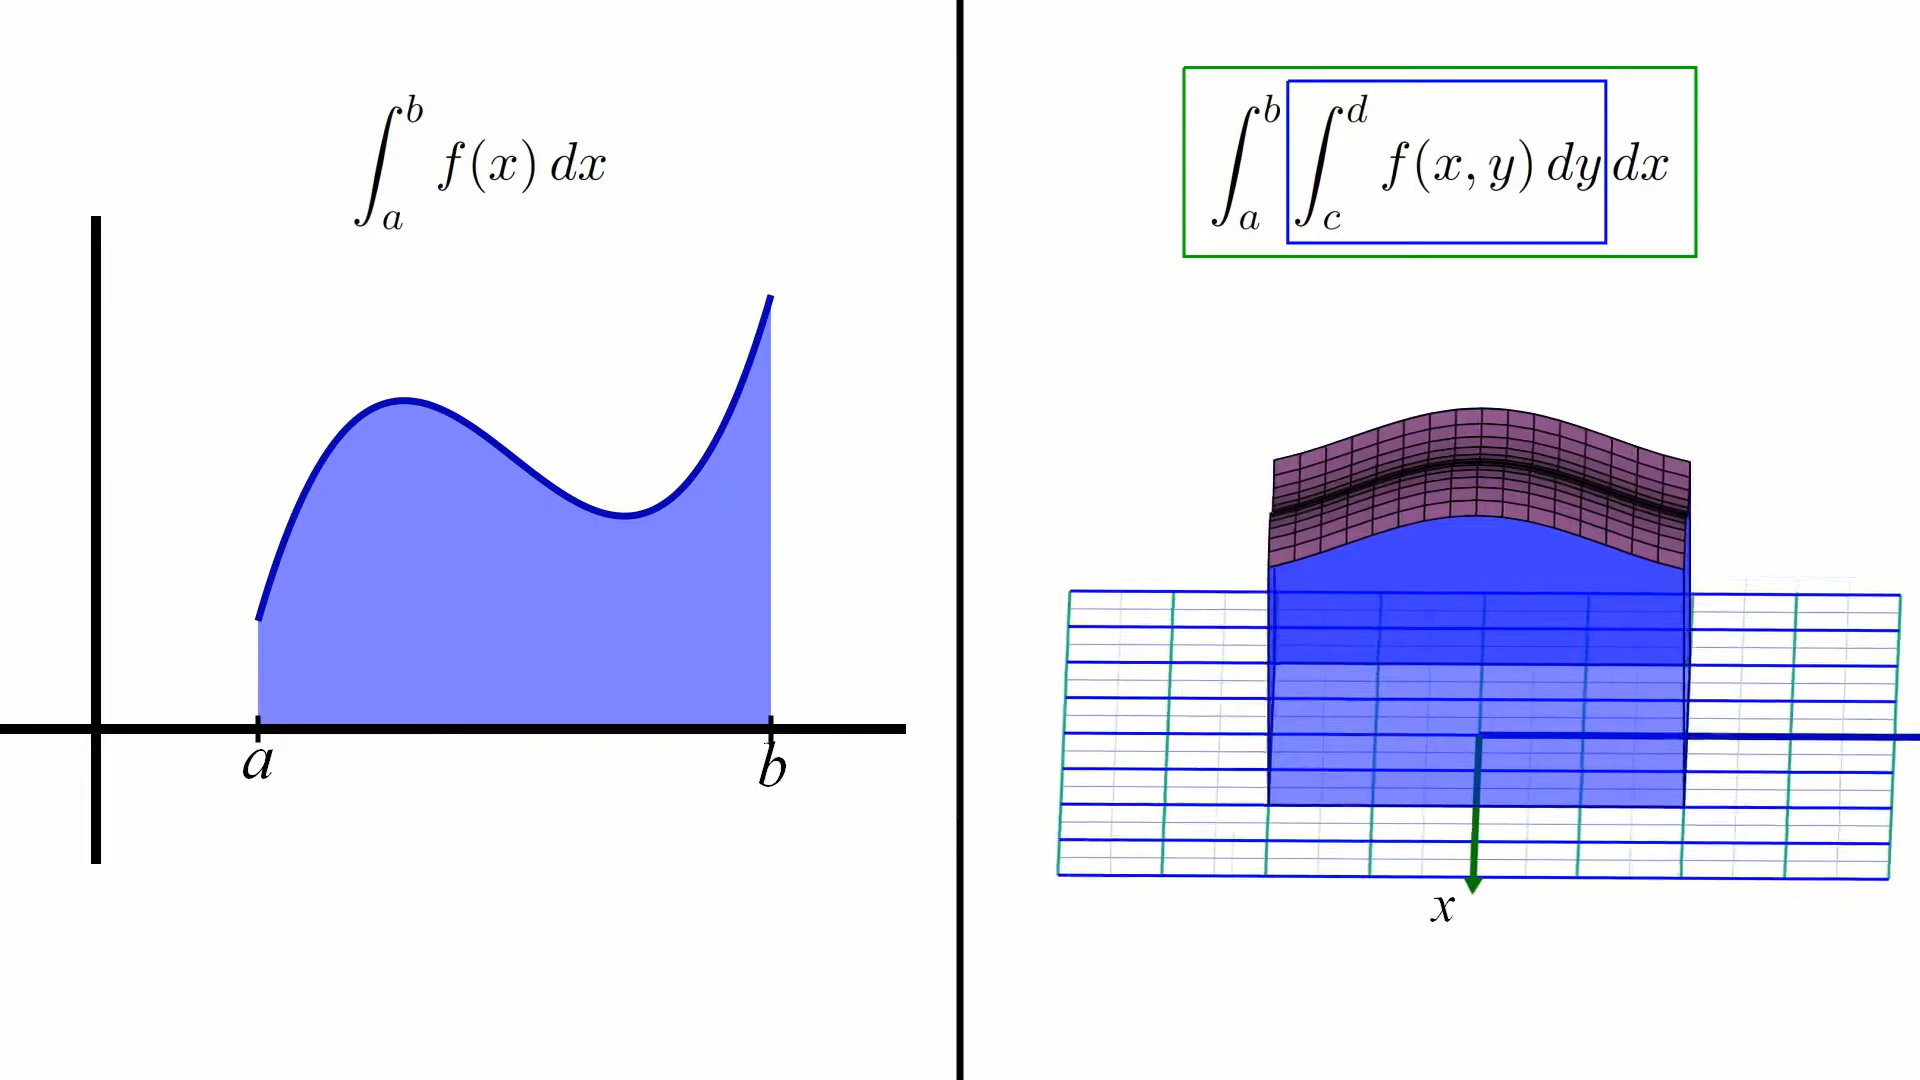 ∫_a^b f(x) dx
∫_a^b ∫_c^d f(x, y) dy dx
a
b
x